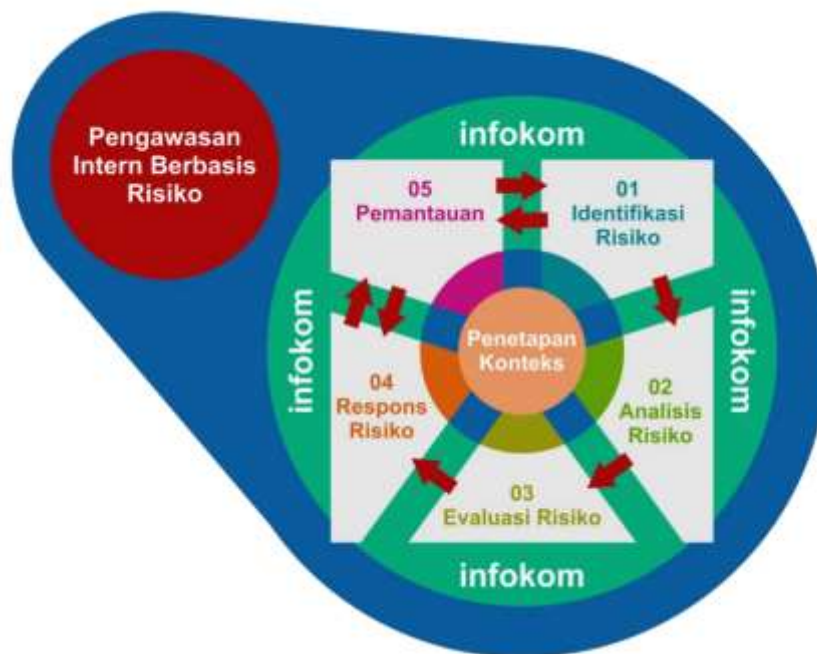 Pengawasan
Intern Berbasis
Risiko
infokom
05
Pemantauan
01
Identifikasi
Risiko
infokom
infokom
Penetapan
Konteks
04
Respons
Risiko
02
Analisis
Risiko
03
Evaluasi Risiko
infokom